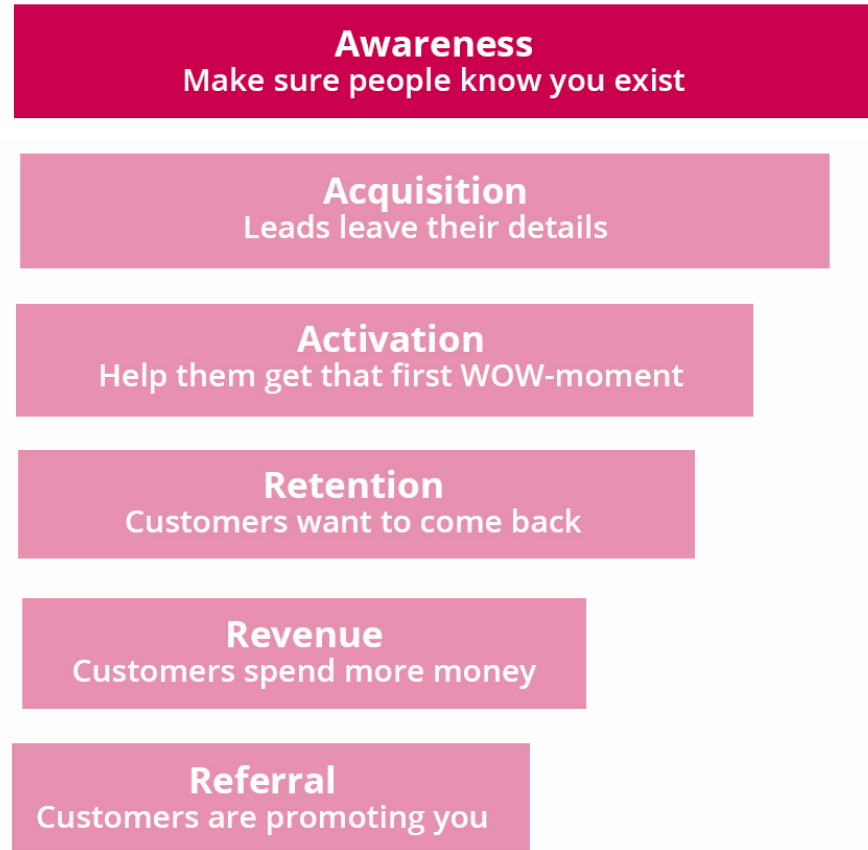 Awareness
Make sure people know you exist
Acquisition
Leads leave their details
Activation
Help them get that first WOW-moment
Retention
Customers want to come back
Revenue
Customers spend more money
Referral
Customers are promoting you